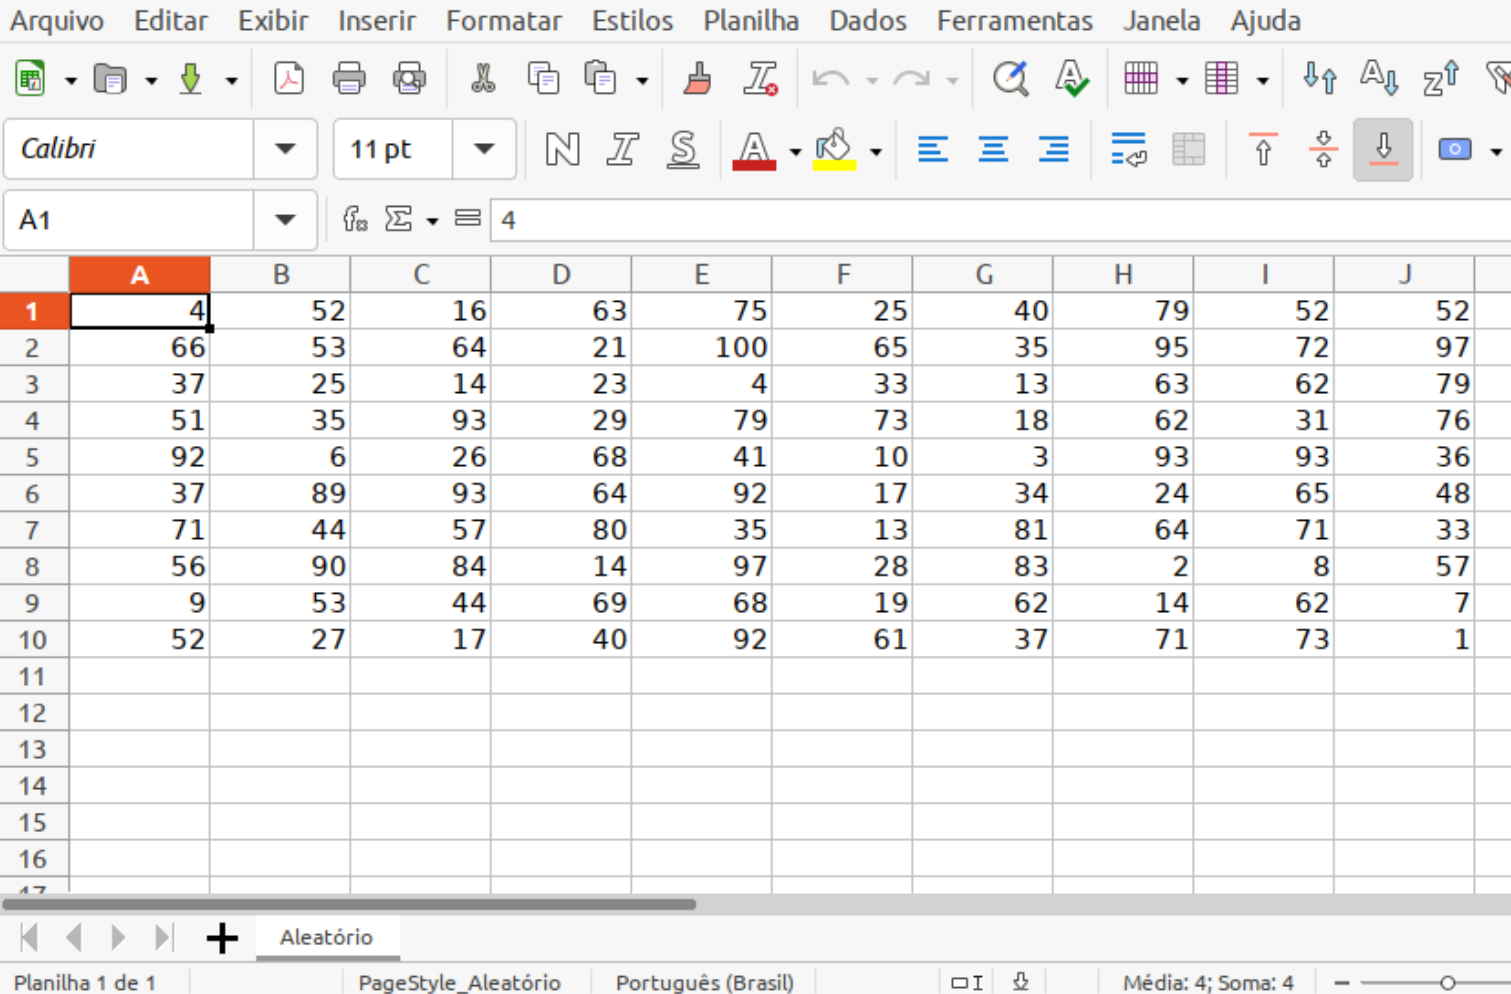 Arquivo Editar Exibir Inserir Formatar Estilos Planilha Dados Ferramentas Janela Ajuda
Calibri 11 pt N I S A
A1 4
A B C D E F G H I J
1 4 52 16 63 75 25 40 79 52 52
2 66 53 64 21 100 65 35 95 72 97
3 37 25 14 23 4 33 13 63 62 79
4 51 35 93 29 79 73 18 62 31 76
5 92 6 26 68 41 10 3 93 93 36
6 37 89 93 64 92 17 34 24 65 48
7 71 44 57 80 35 13 81 64 71 33
8 56 90 84 14 97 28 83 2 8 57
9 9 53 44 69 68 19 62 14 62 7
10 52 27 17 40 92 61 37 71 73 1
11
12
13
14
15
16
17
Aleatório
Planilha 1 de 1 PageStyle_Aleatório Português (Brasil) Média: 4; Soma: 4